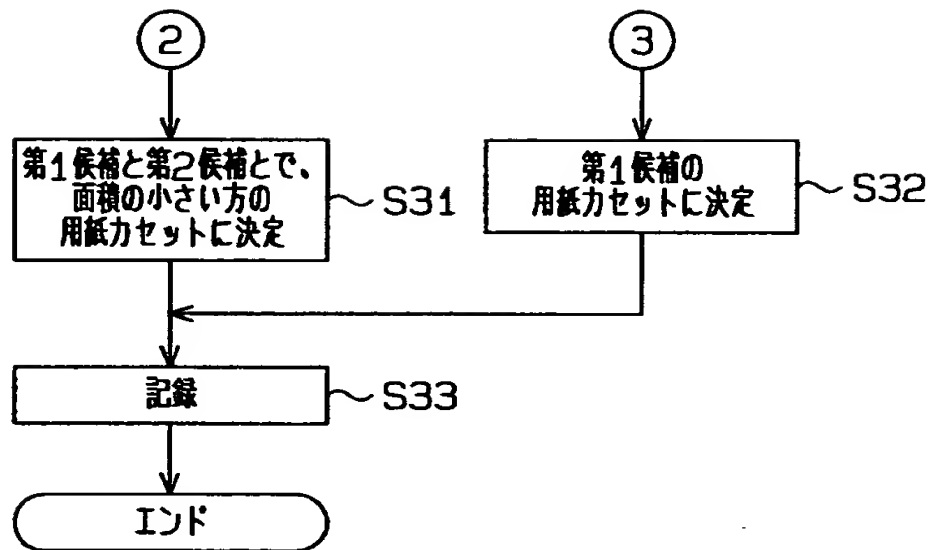 2
3
第1候補と第2候補とで、
面積の小さい方の
用紙カセットに決定
S31
第1候補の
用紙カセットに決定
S32
記録
S33
エンド